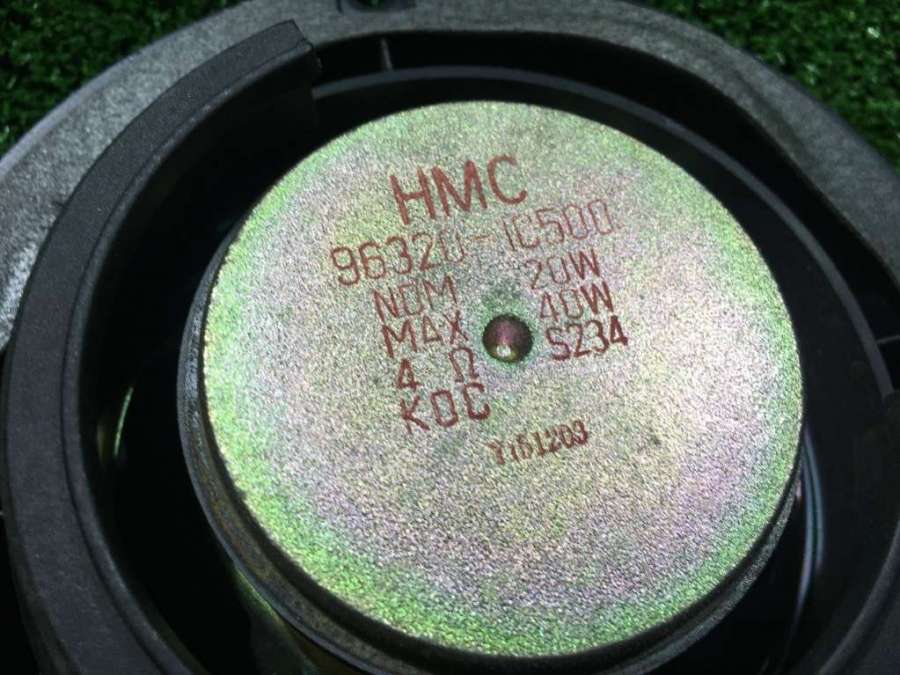 HMC
96320-1C500
NOM 20W
MAX 40W
4 Ω S234
KOC
Y151203